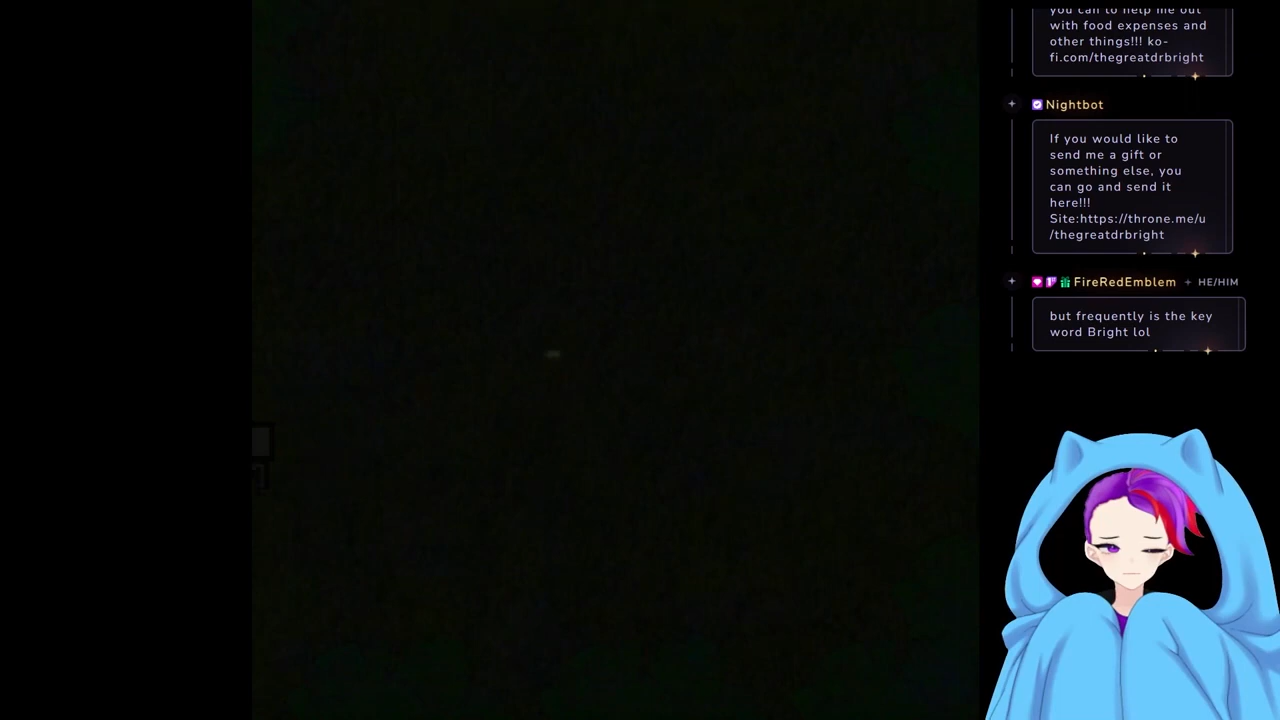 you can to help me out
with food expenses and
other things!!! ko-
fi.com/thegreatdrbright
Nightbot
If you would like to
send me a gift or
something else, you
can go and send it
here!!!
Site:https://throne.me/u
/thegreatdrbright
FireRedEmblem HE/HIM
but frequently is the key
word Bright lol